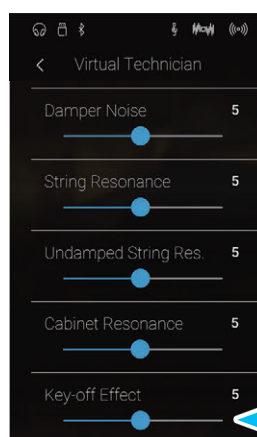 Virtual Technician
Damper Noise 5
String Resonance 5
Undamped String Res. 5
Cabinet Resonance 5
Key-off Effect 5